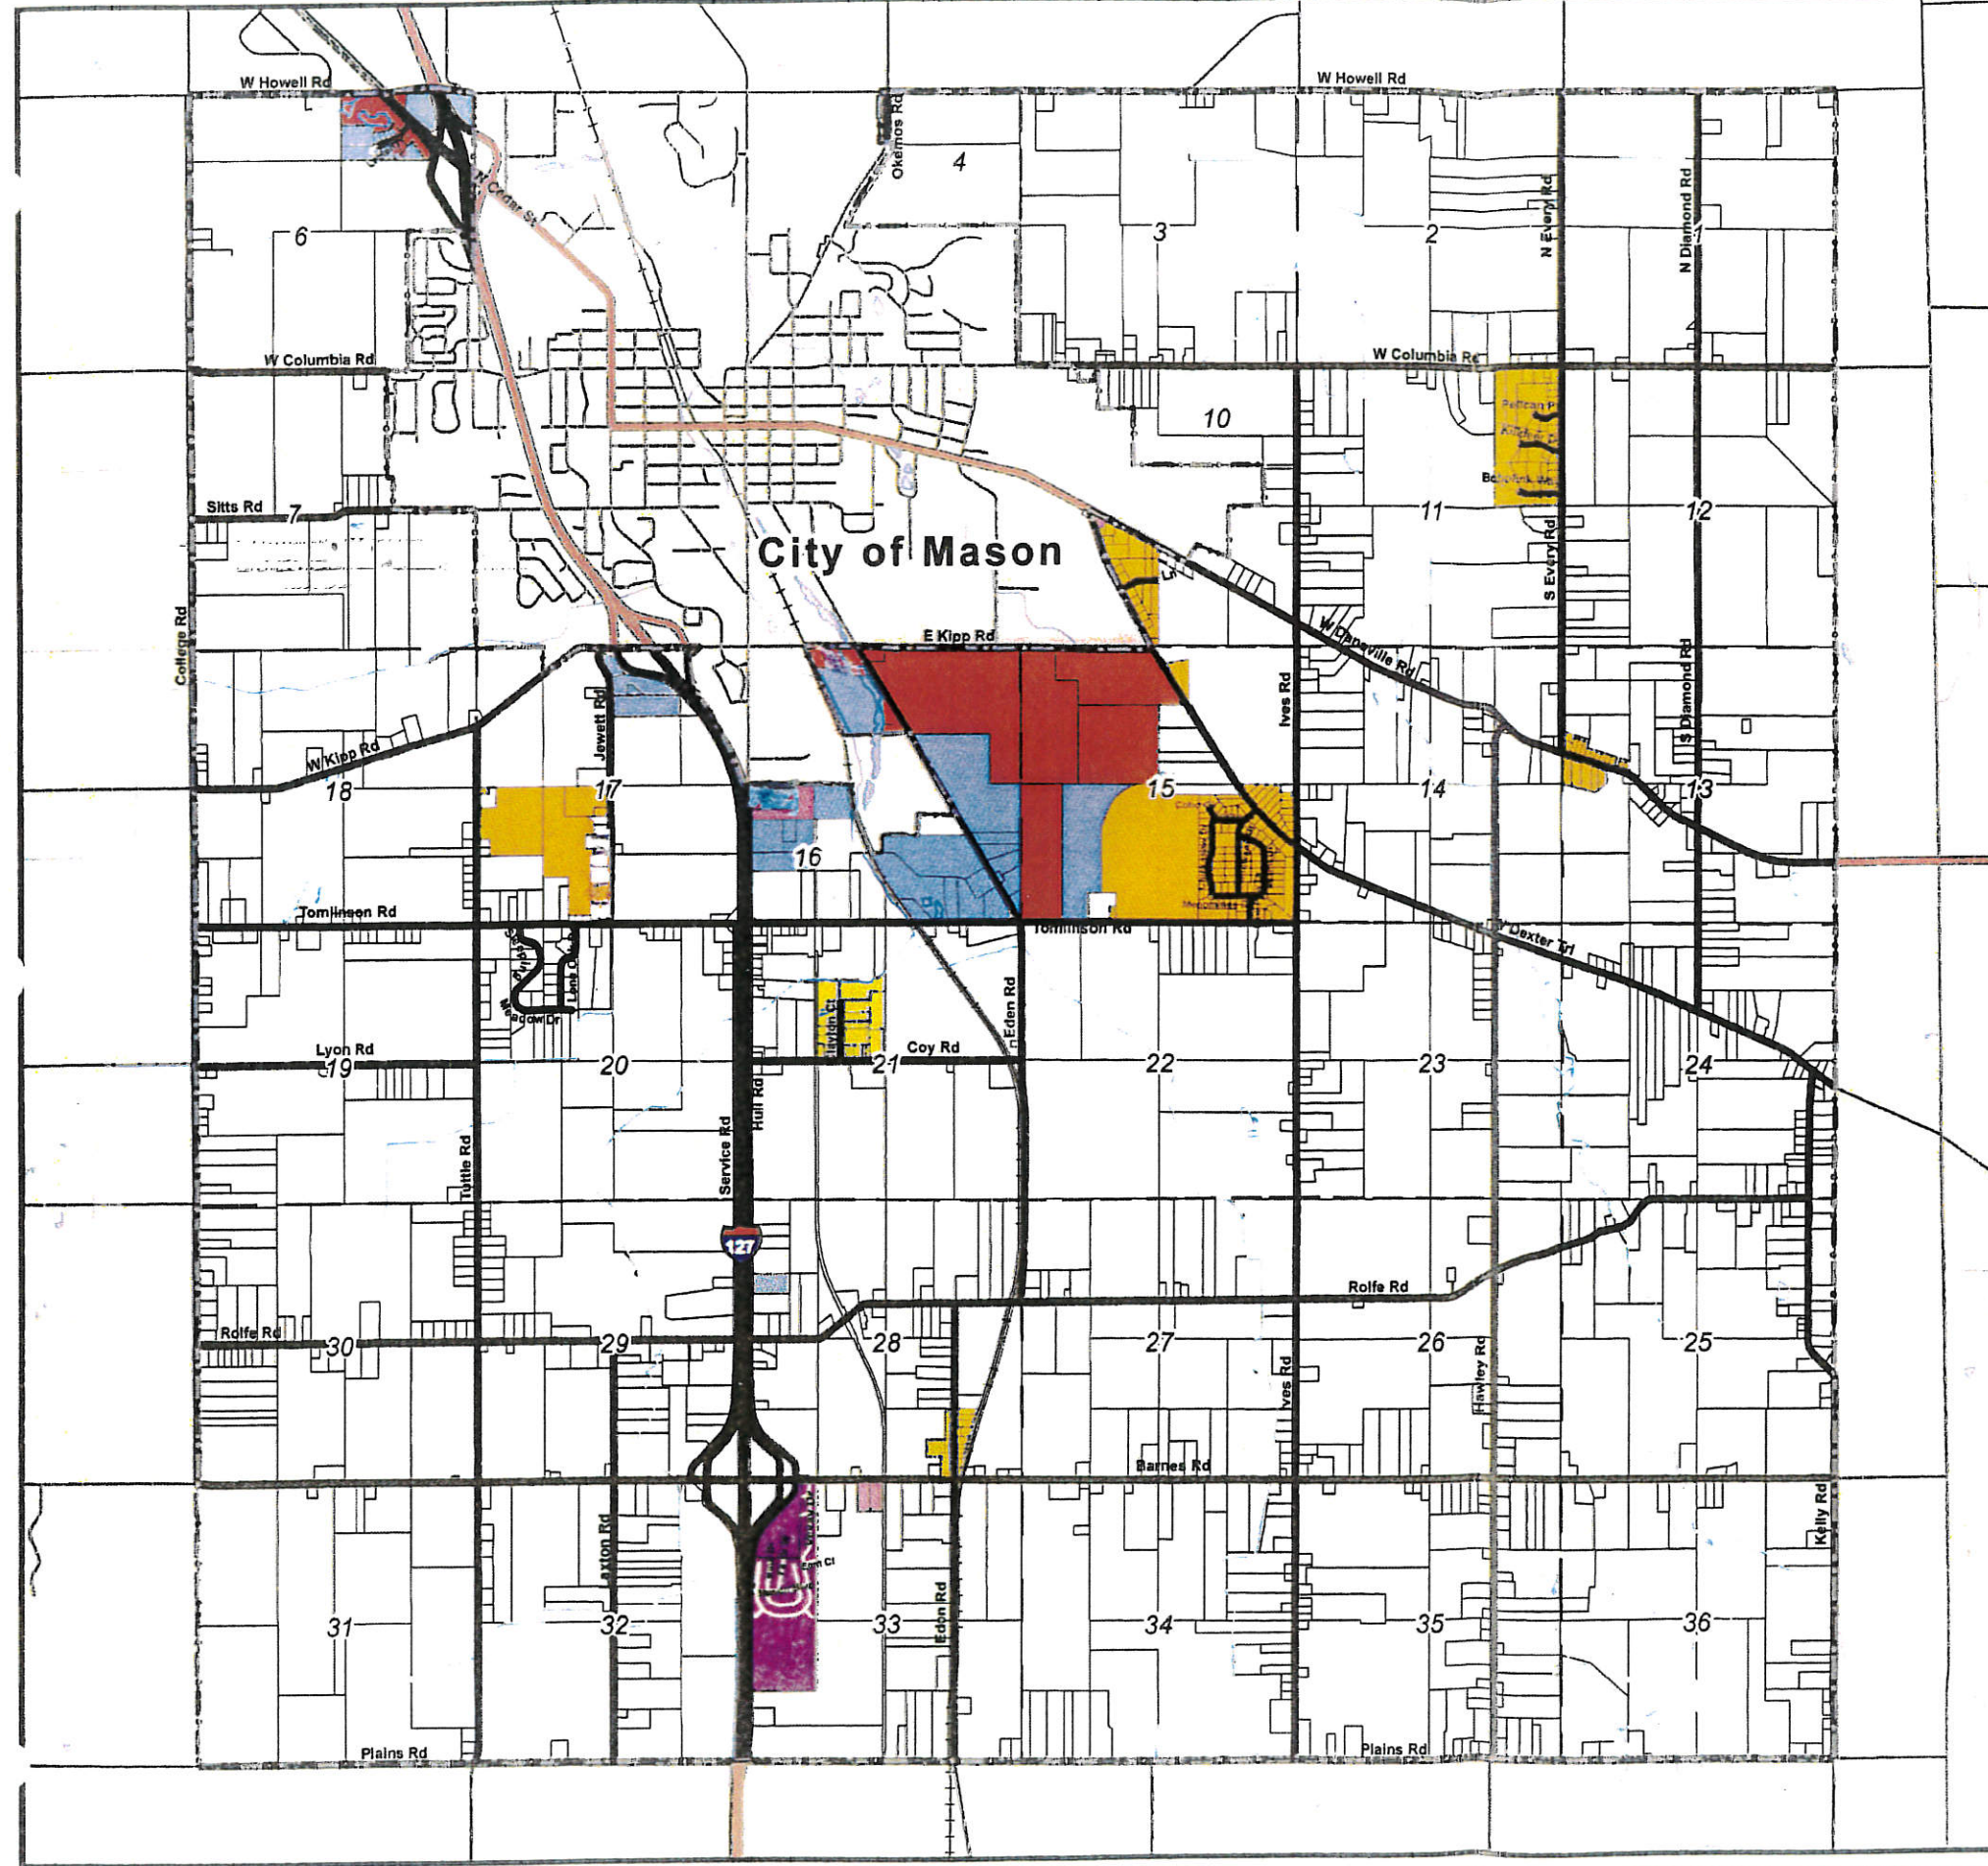 W Howell Rd
W Howell Rd
Okemos Rd
4
N Cedar St
N Every Rd
N Diamond Rd
6
3
2
1
W Columbia Rd
W Columbia Rd
10
Sitts Rd
7
11
12
City of Mason
S Every Rd
College Rd
E Kipp Rd
W Dansville Rd
Ives Rd
S Diamond Rd
Jewett Rd
W Kipp Rd
18
17
15
14
13
16
Tomlinson Rd
Tomlinson Rd
W Dexter Trl
Meadow Dr
Eden Rd
Lyon Rd
Coy Rd
19
20
21
22
23
24
Hull Rd
Service Rd
Tuttle Rd
127
Rolfe Rd
Rolfe Rd
30
29
28
27
26
25
Ives Rd
Hawley Rd
Barnes Rd
Kelly Rd
axton Rd
Eden Rd
31
32
33
34
35
36
Plains Rd
Plains Rd